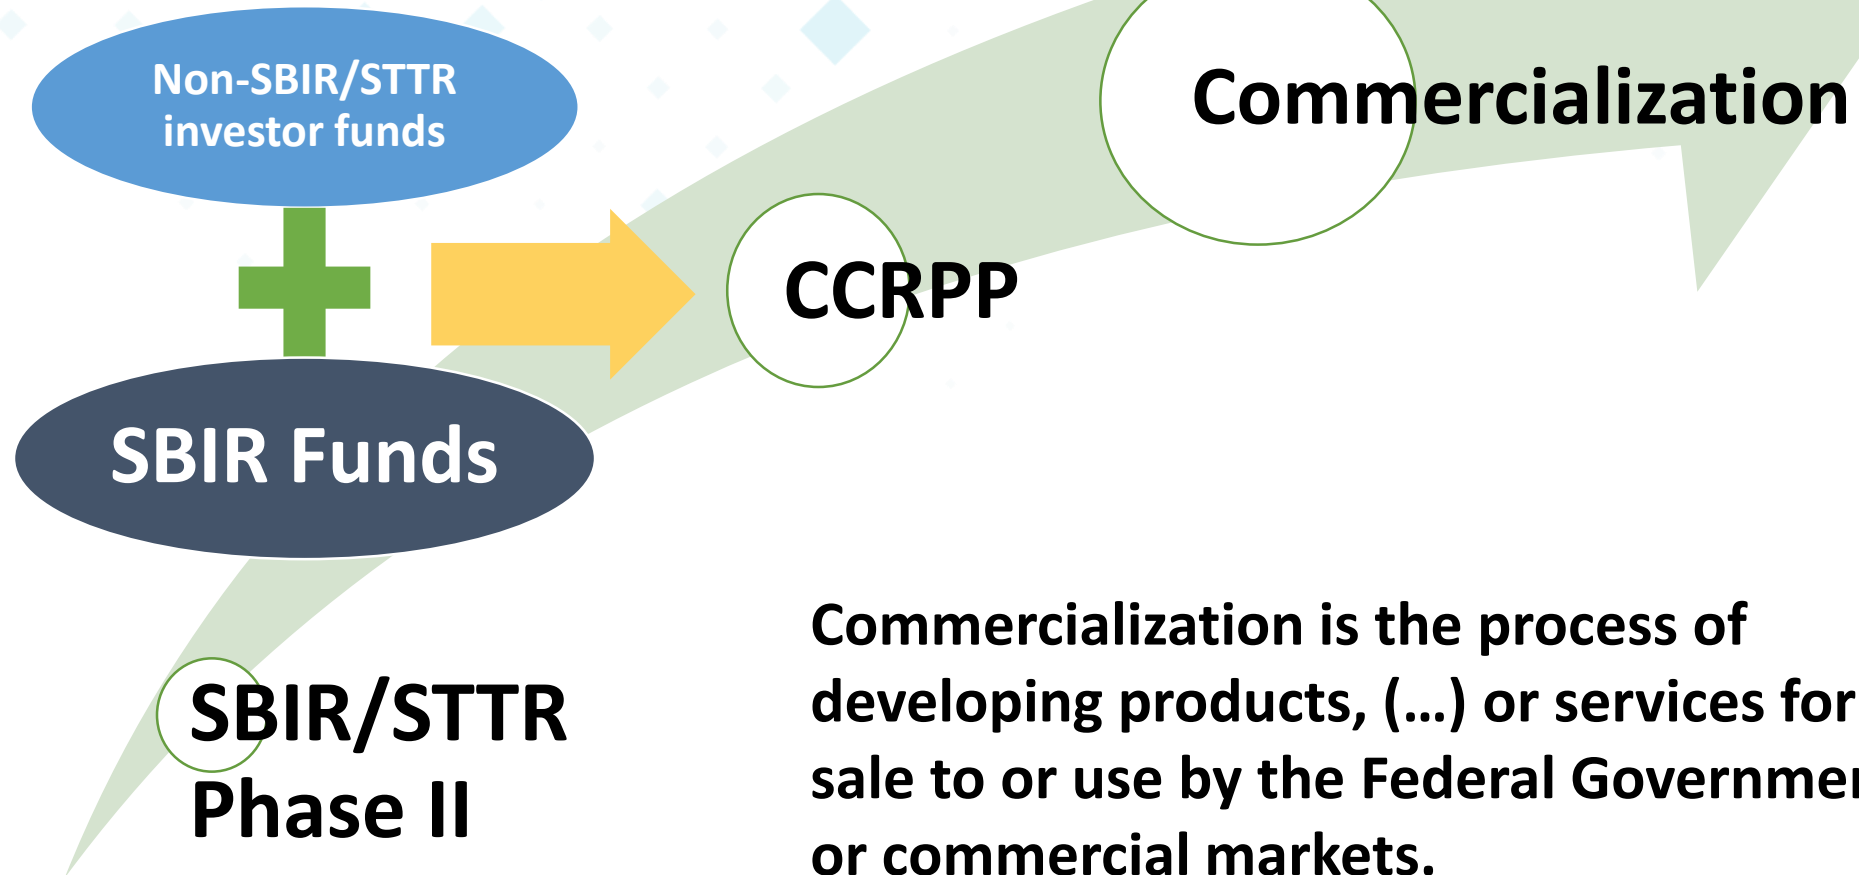 Non-SBIR/STTR
investor funds
Commercialization
CCRPP
SBIR Funds
SBIR/STTR
Phase II
Commercialization is the process of
developing products, (…) or services for
sale to or use by the Federal Governmen
or commercial markets.